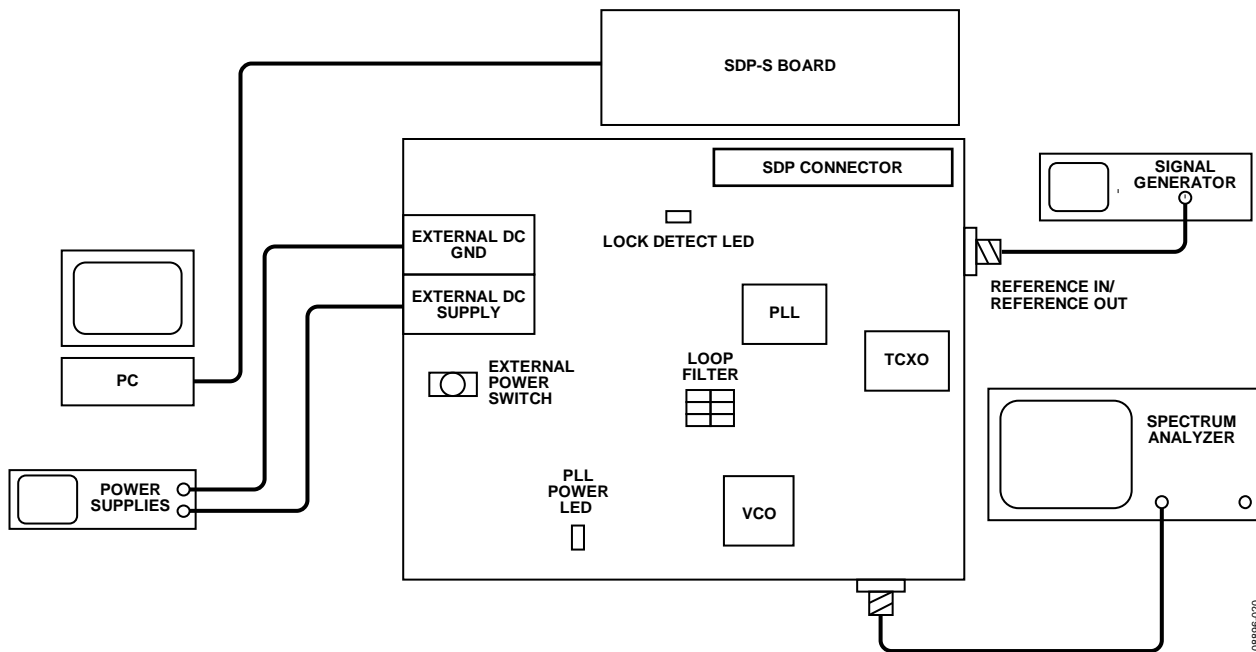 SDP-S BOARD
SDP CONNECTOR
SIGNAL
GENERATOR
LOCK DETECT LED
EXTERNAL DC
GND
EXTERNAL DC
SUPPLY
REFERENCE IN/
REFERENCE OUT
PLL
TCXO
LOOP
FILTER
EXTERNAL
POWER
SWITCH
PC
SPECTRUM
ANALYZER
POWER
SUPPLIES
PLL
POWER
LED
VCO